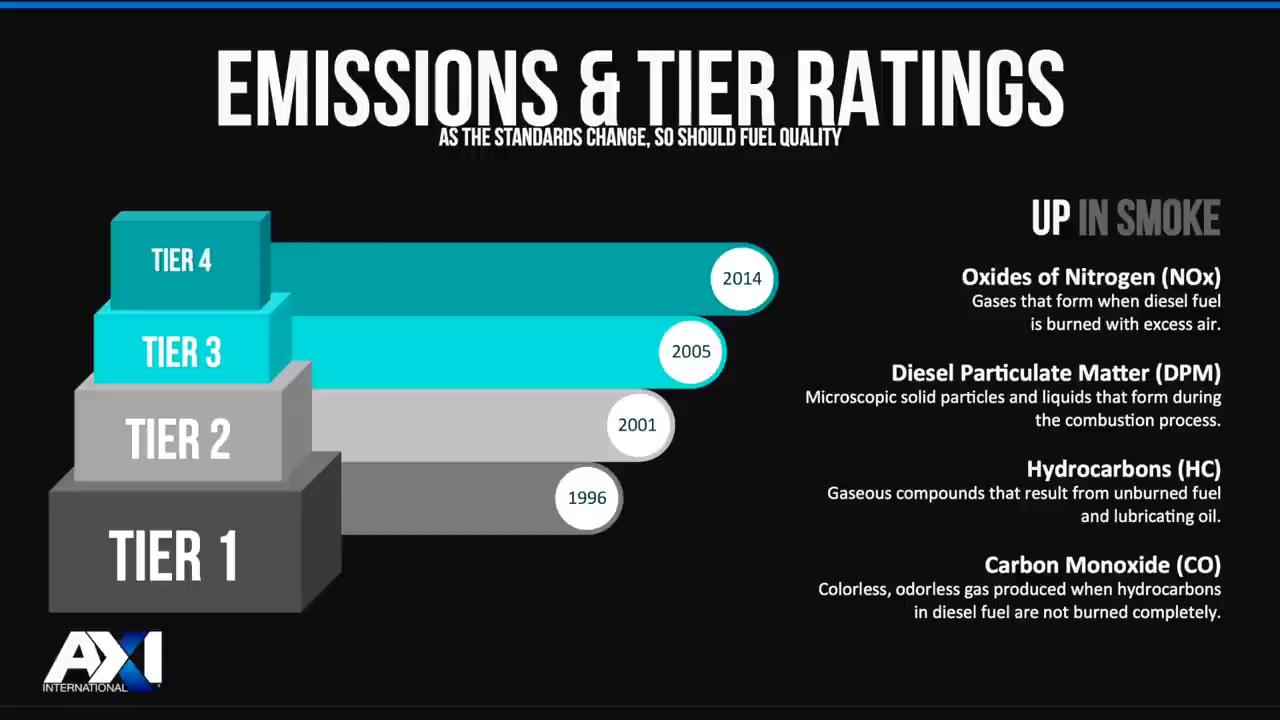 EMISSIONS & TIER RATINGS
AS THE STANDARDS CHANGE, SO SHOULD FUEL QUALITY
TIER 4
2014
TIER 3
2005
TIER 2
2001
TIER 1
1996
UP IN SMOKE
Oxides of Nitrogen (NOx)
Gases that form when diesel fuel
is burned with excess air.
Diesel Particulate Matter (DPM)
Microscopic solid particles and liquids that form during
the combustion process.
Hydrocarbons (HC)
Gaseous compounds that result from unburned fuel
and lubricating oil.
Carbon Monoxide (CO)
Colorless, odorless gas produced when hydrocarbons
in diesel fuel are not burned completely.
AXI
INTERNATIONAL